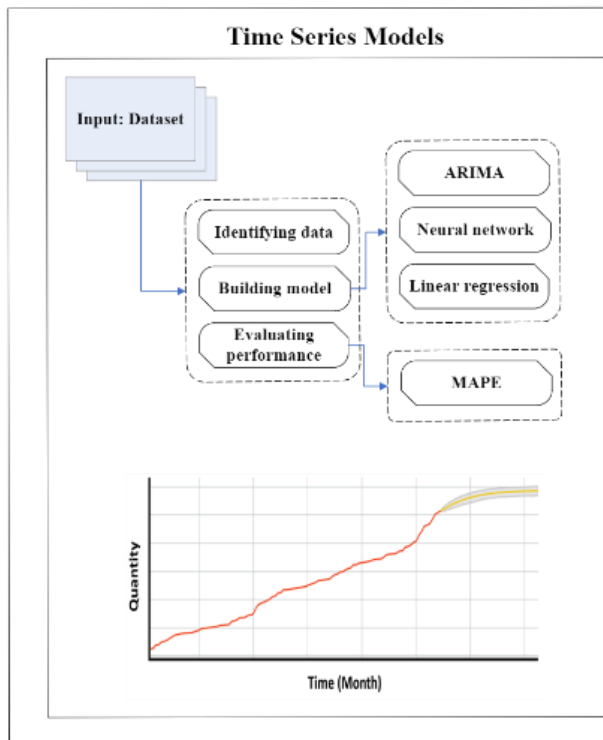 Time Series Models
Input: Dataset
ARIMA
Identifying data
Neural network
Building model
Linear regression
Evaluating
performance
MAPE
Quantity
Time (Month)